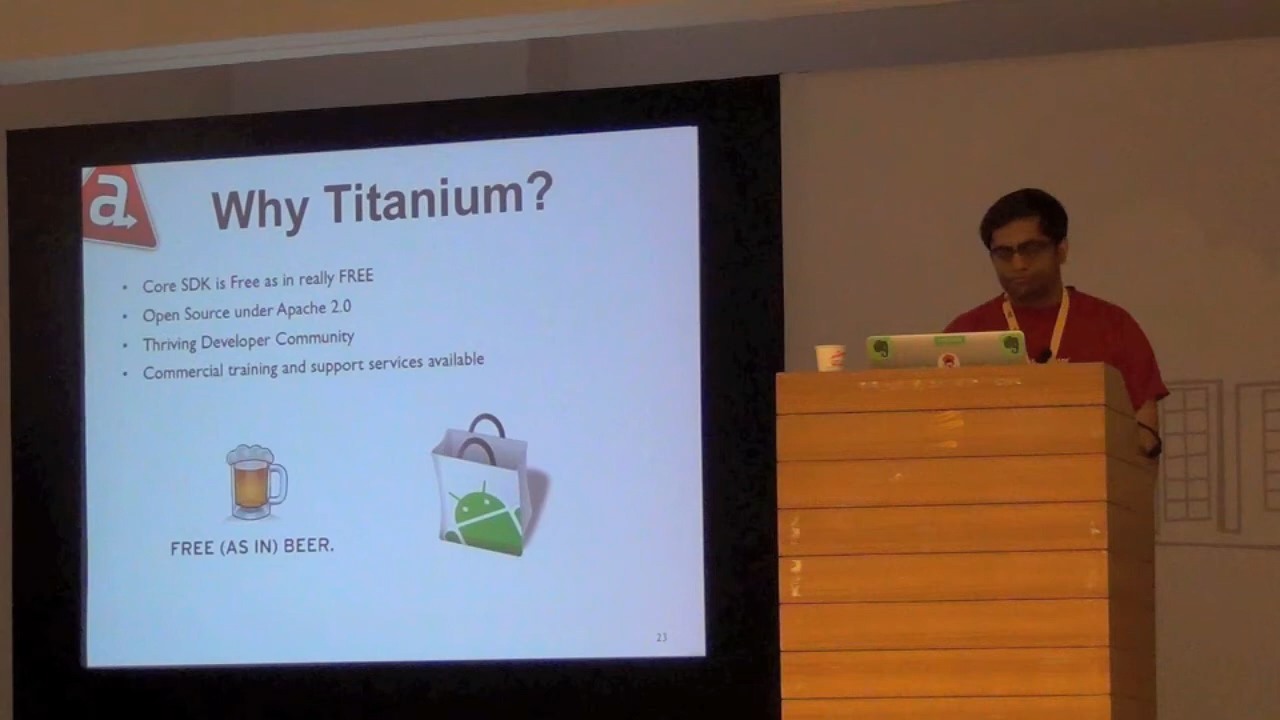 a
Why Titanium?
Core SDK is Free as in really FREE
Open Source under Apache 2.0
Thriving Developer Community
Commercial training and support services available
FREE (AS IN) BEER.
23